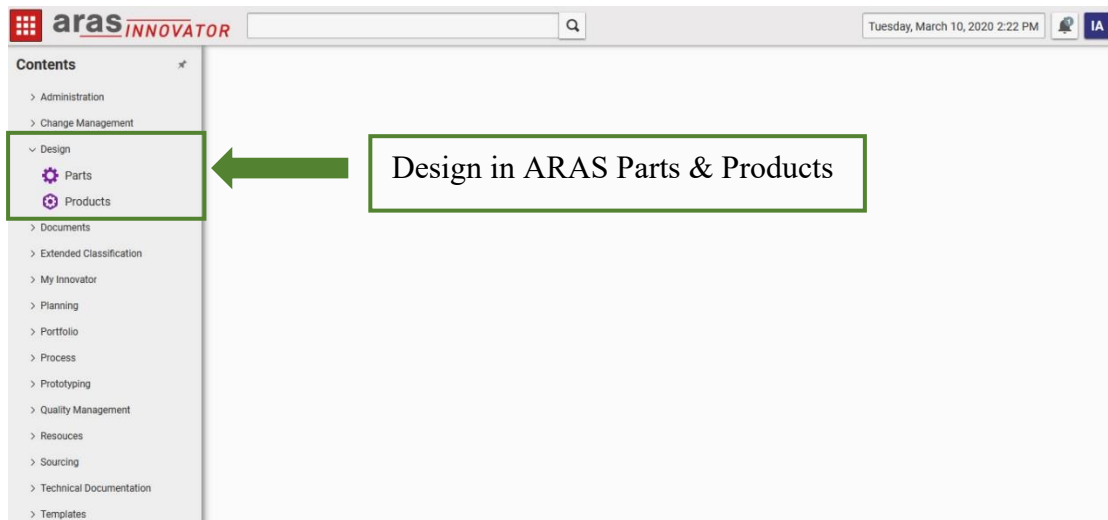 aras INNOVATOR
Tuesday, March 10, 2020 2:22 PM
IA
Contents
Administration
Change Management
Design
Parts
Products
Design in ARAS Parts & Products
Documents
Extended Classification
My Innovator
Planning
Portfolio
Process
Prototyping
Quality Management
Resouces
Sourcing
Technical Documentation
Templates